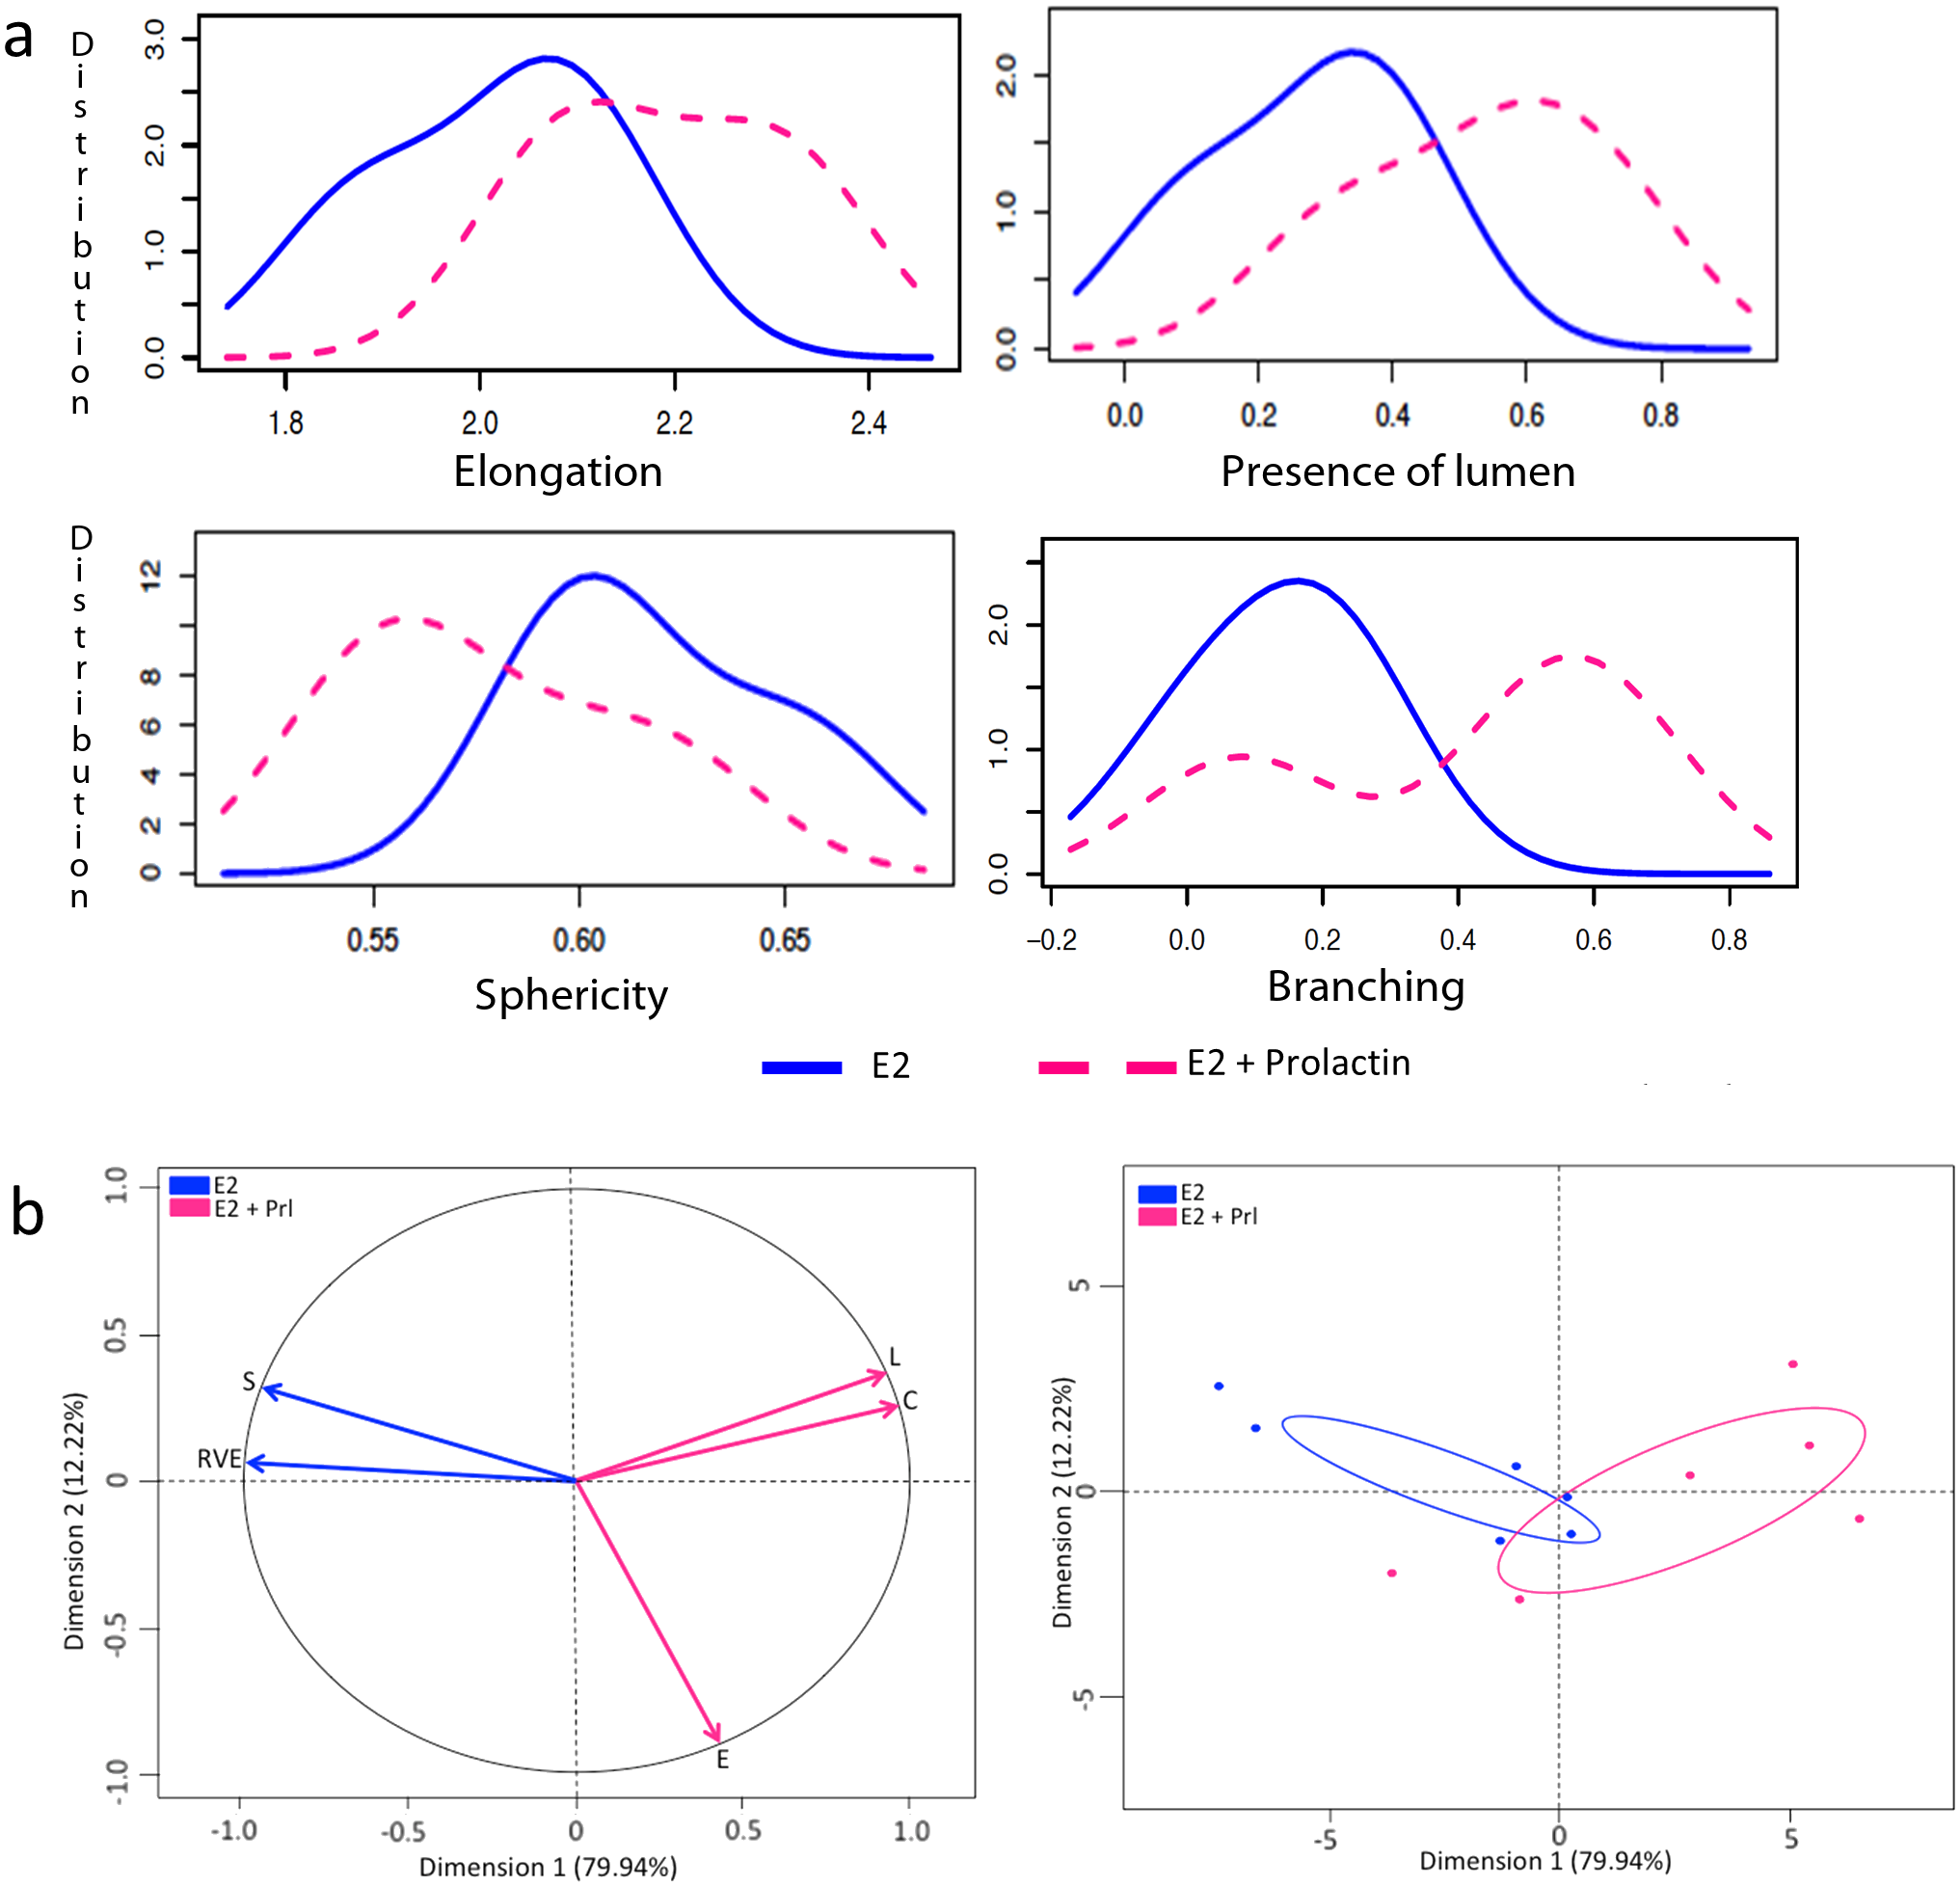 a
Distribution
3.0
2.0
1.0
0.0
1.8 2.0 2.2 2.4
Elongation
2.0
1.0
0.0
0.0 0.2 0.4 0.6 0.8
Presence of lumen
Distribution
12
8
6
4
2
0
0.55 0.60 0.65
Sphericity
2.0
1.0
0.0
−0.2 0.0 0.2 0.4 0.6 0.8
Branching
E2 E2 + Prolactin
b
E2
E2 + Prl
1.0
0.5
0
-0.5
-1.0
Dimension 2 (12.22%)
S
RVE
L
C
E
-1.0 -0.5 0 0.5 1.0
Dimension 1 (79.94%)
E2
E2 + Prl
5
0
-5
Dimension 2 (12.22%)
-5 0 5
Dimension 1 (79.94%)